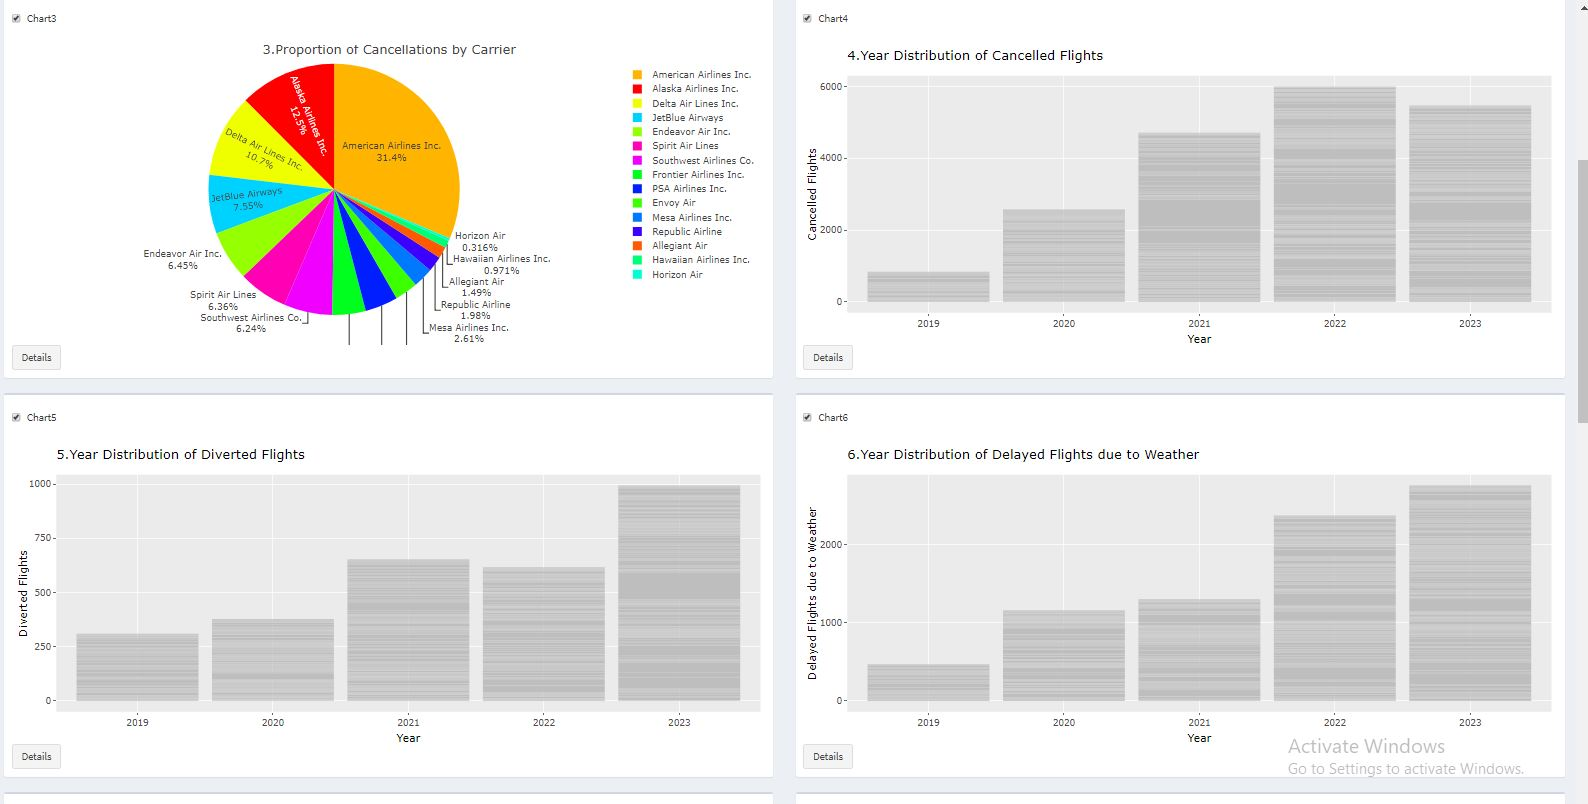 Chart3
3.Proportion of Cancellations by Carrier
American Airlines Inc.
31.4%
Alaska Airlines Inc.
12.5%
Delta Air Lines Inc.
10.7%
JetBlue Airways
7.55%
Endeavor Air Inc.
6.45%
Spirit Air Lines
6.36%
Southwest Airlines Co.
6.24%
Horizon Air
0.316%
Hawaiian Airlines Inc.
0.971%
Allegiant Air
1.49%
Republic Airline
1.98%
Mesa Airlines Inc.
2.61%
American Airlines Inc.
Alaska Airlines Inc.
Delta Air Lines Inc.
JetBlue Airways
Endeavor Air Inc.
Spirit Air Lines
Southwest Airlines Co.
Frontier Airlines Inc.
PSA Airlines Inc.
Envoy Air
Mesa Airlines Inc.
Republic Airline
Allegiant Air
Hawaiian Airlines Inc.
Horizon Air
Details
Chart4
4.Year Distribution of Cancelled Flights
Cancelled Flights
6000
4000
2000
0
2019 2020 2021 2022 2023
Year
Details
Chart5
5.Year Distribution of Diverted Flights
Diverted Flights
1000
750
500
250
0
2019 2020 2021 2022 2023
Year
Details
Chart6
6.Year Distribution of Delayed Flights due to Weather
Delayed Flights due to Weather
2000
1000
0
2019 2020 2021 2022 2023
Year
Details
Activate Windows
Go to Settings to activate Windows.